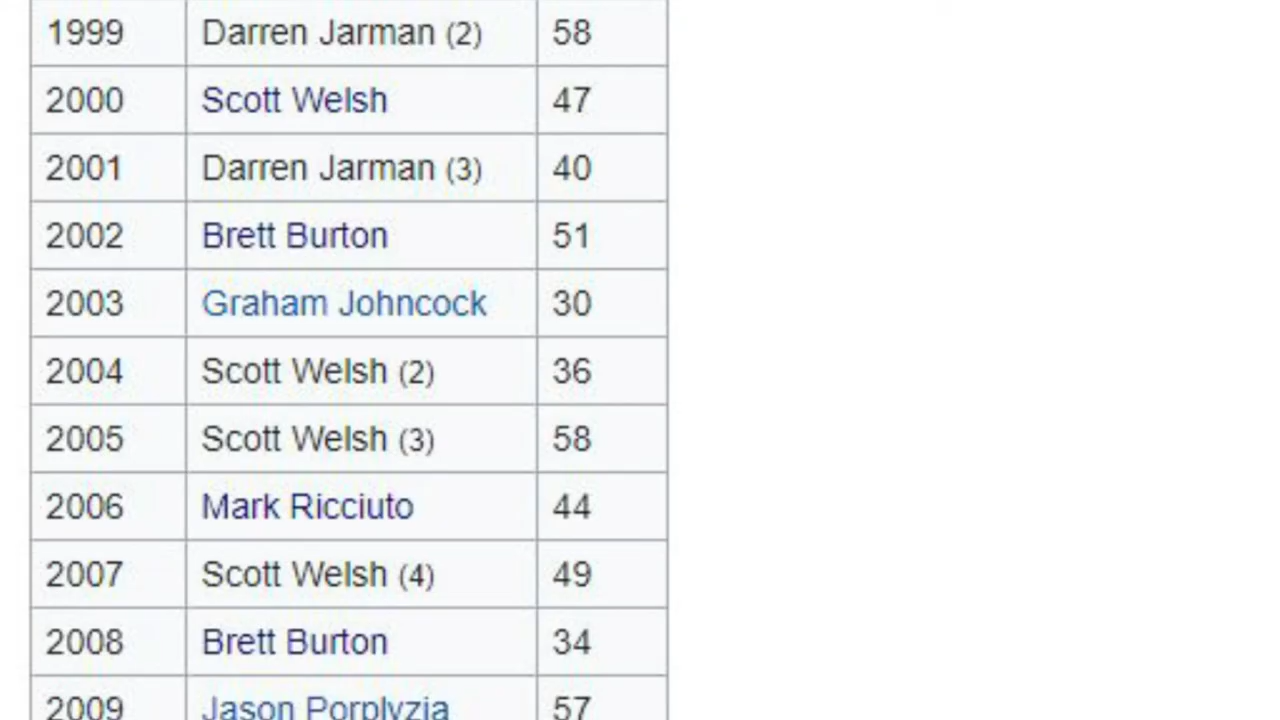 1999 Darren Jarman (2) 58
2000 Scott Welsh 47
2001 Darren Jarman (3) 40
2002 Brett Burton 51
2003 Graham Johncock 30
2004 Scott Welsh (2) 36
2005 Scott Welsh (3) 58
2006 Mark Ricciuto 44
2007 Scott Welsh (4) 49
2008 Brett Burton 34
2009 Jason Porplyzia 57